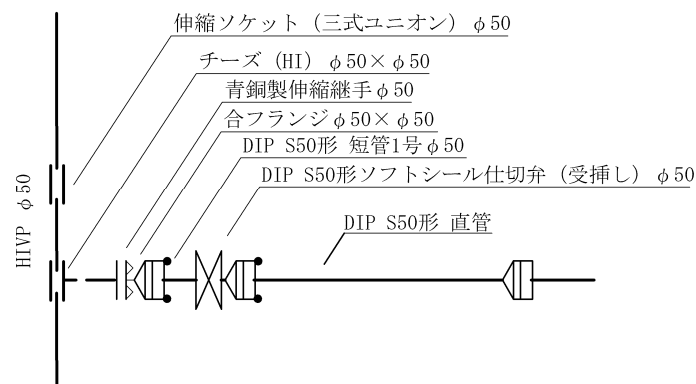 伸縮ソケット（三式ユニオン）φ50
チーズ（HI）φ50×φ50
青銅製伸縮継手φ50
合フランジφ50×φ50
DIP S50形 短管1号φ50
DIP S50形ソフトシール仕切弁（受挿し）φ50
DIP S50形 直管
HIVP φ50